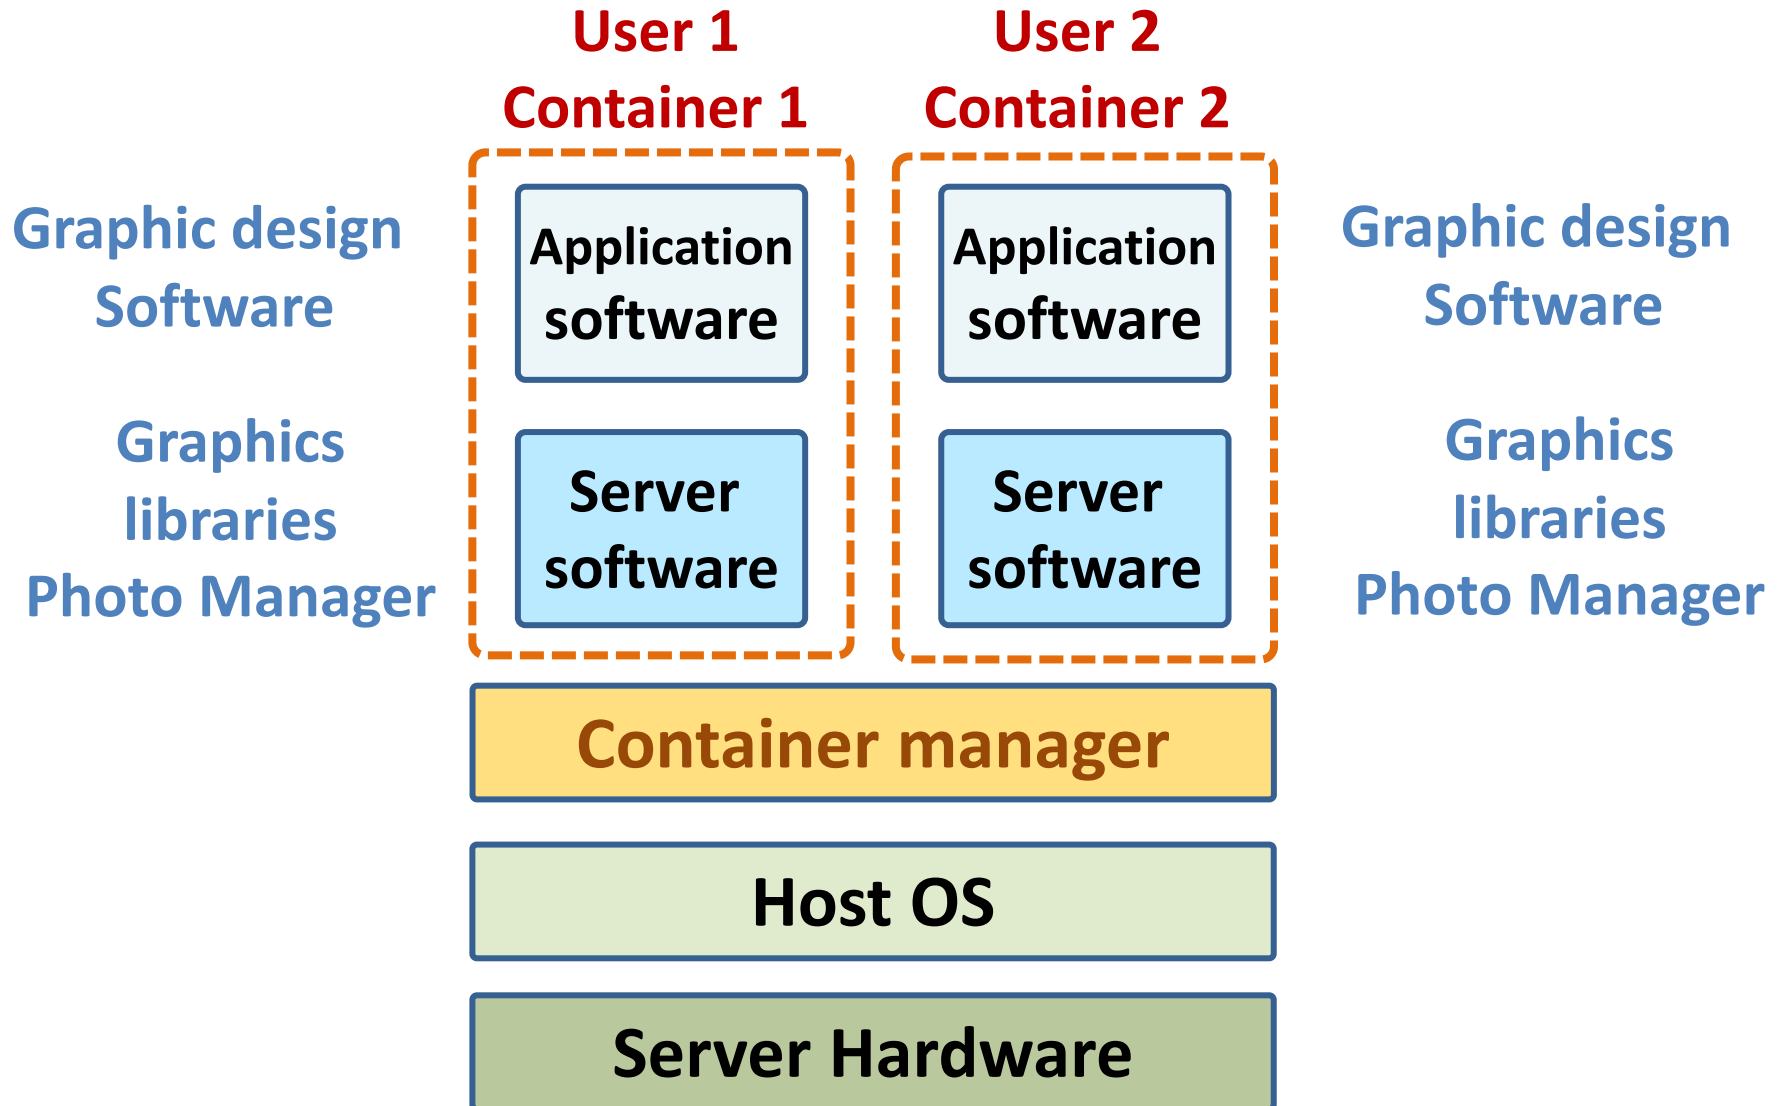 User 1
Container 1
User 2
Container 2
Graphic design
Software
Application
software
Application
software
Graphic design
Software
Graphics
libraries
Photo Manager
Server
software
Server
software
Graphics
libraries
Photo Manager
Container manager
Host OS
Server Hardware